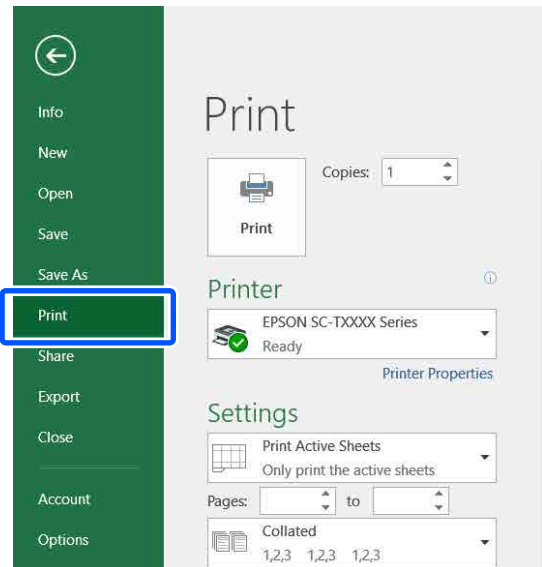 Info
New
Open
Save
Save As
Print
Share
Export
Close
Account
Options
Print
Copies: 1
Print
Printer
EPSON SC-TXXXX Series
Ready
Printer Properties
Settings
Print Active Sheets
Only print the active sheets
Pages: to
Collated
1,2,3 1,2,3 1,2,3